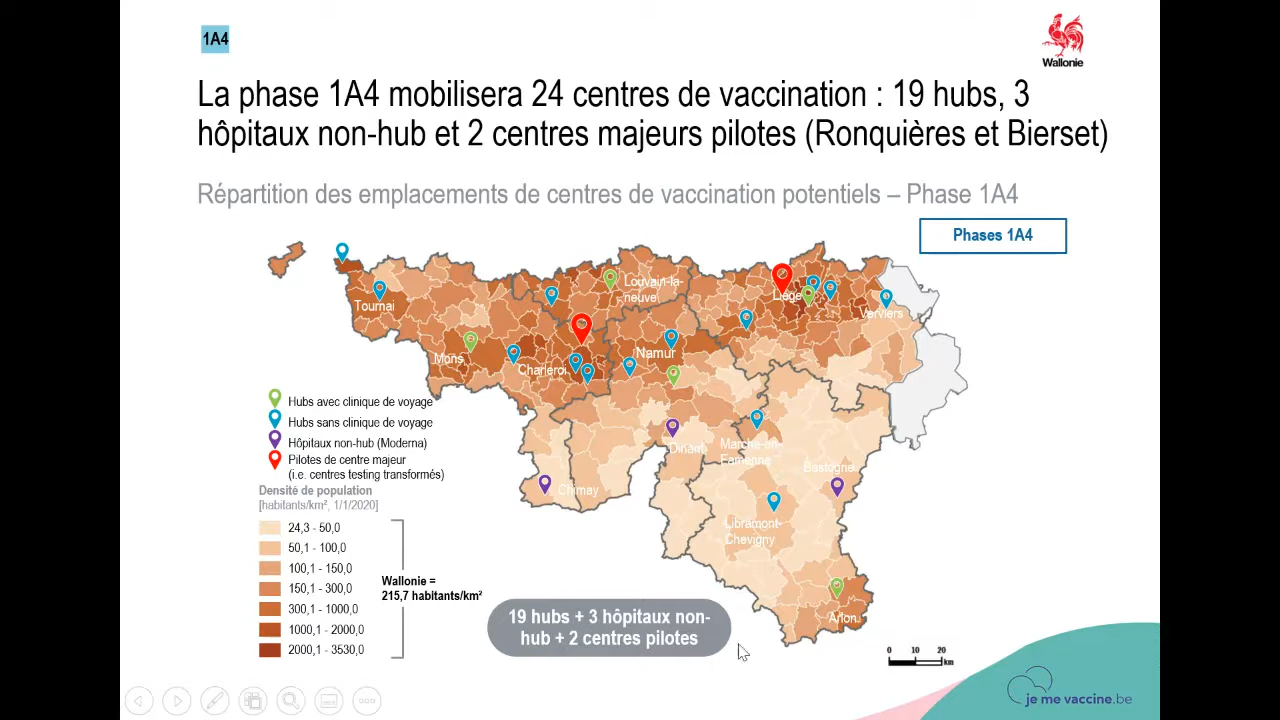 1A4
Wallonie
La phase 1A4 mobilisera 24 centres de vaccination : 19 hubs, 3
hôpitaux non-hub et 2 centres majeurs pilotes (Ronquières et Bierset)
Répartition des emplacements de centres de vaccination potentiels – Phase 1A4
Phases 1A4
Louvain-la-
neuve
Liège
Tournai
Verviers
Mons
Namur
Charleroi
Dinant
Marche-en-
Famenne
Bastogne
Chimay
Libramont-
Chevigny
Arlon
Hubs avec clinique de voyage
Hubs sans clinique de voyage
Hôpitaux non-hub (Moderna)
Pilotes de centre majeur
(i.e. centres testing transformés)
Densité de population
[habitants/km², 1/1/2020]
24,3 - 50,0
50,1 - 100,0
100,1 - 150,0
150,1 - 300,0
300,1 - 1000,0
1000,1 - 2000,0
2000,1 - 3530,0
Wallonie =
215,7 habitants/km²
19 hubs + 3 hôpitaux non-
hub + 2 centres pilotes
0 10 20
km
je me vaccine.be